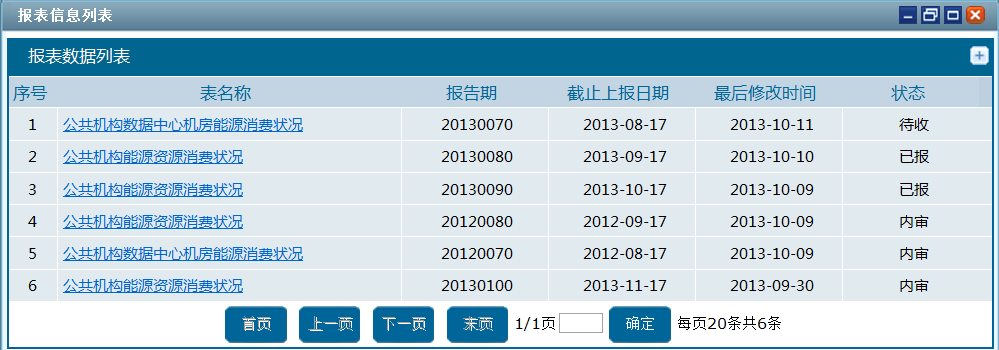 报表信息列表
报表数据列表
序号 表名称 报告期 截止上报日期 最后修改时间 状态
1 公共机构数据中心机房能源消费状况 20130070 2013-08-17 2013-10-11 待收
2 公共机构能源资源消费状况 20130080 2013-09-17 2013-10-10 已报
3 公共机构能源资源消费状况 20130090 2013-10-17 2013-10-09 已报
4 公共机构能源资源消费状况 20120080 2012-09-17 2013-10-09 内审
5 公共机构数据中心机房能源消费状况 20120070 2012-08-17 2013-10-09 内审
6 公共机构能源资源消费状况 20130100 2013-11-17 2013-09-30 内审
首页 上一页 下一页 末页 1/1页 确定 每页20条共6条